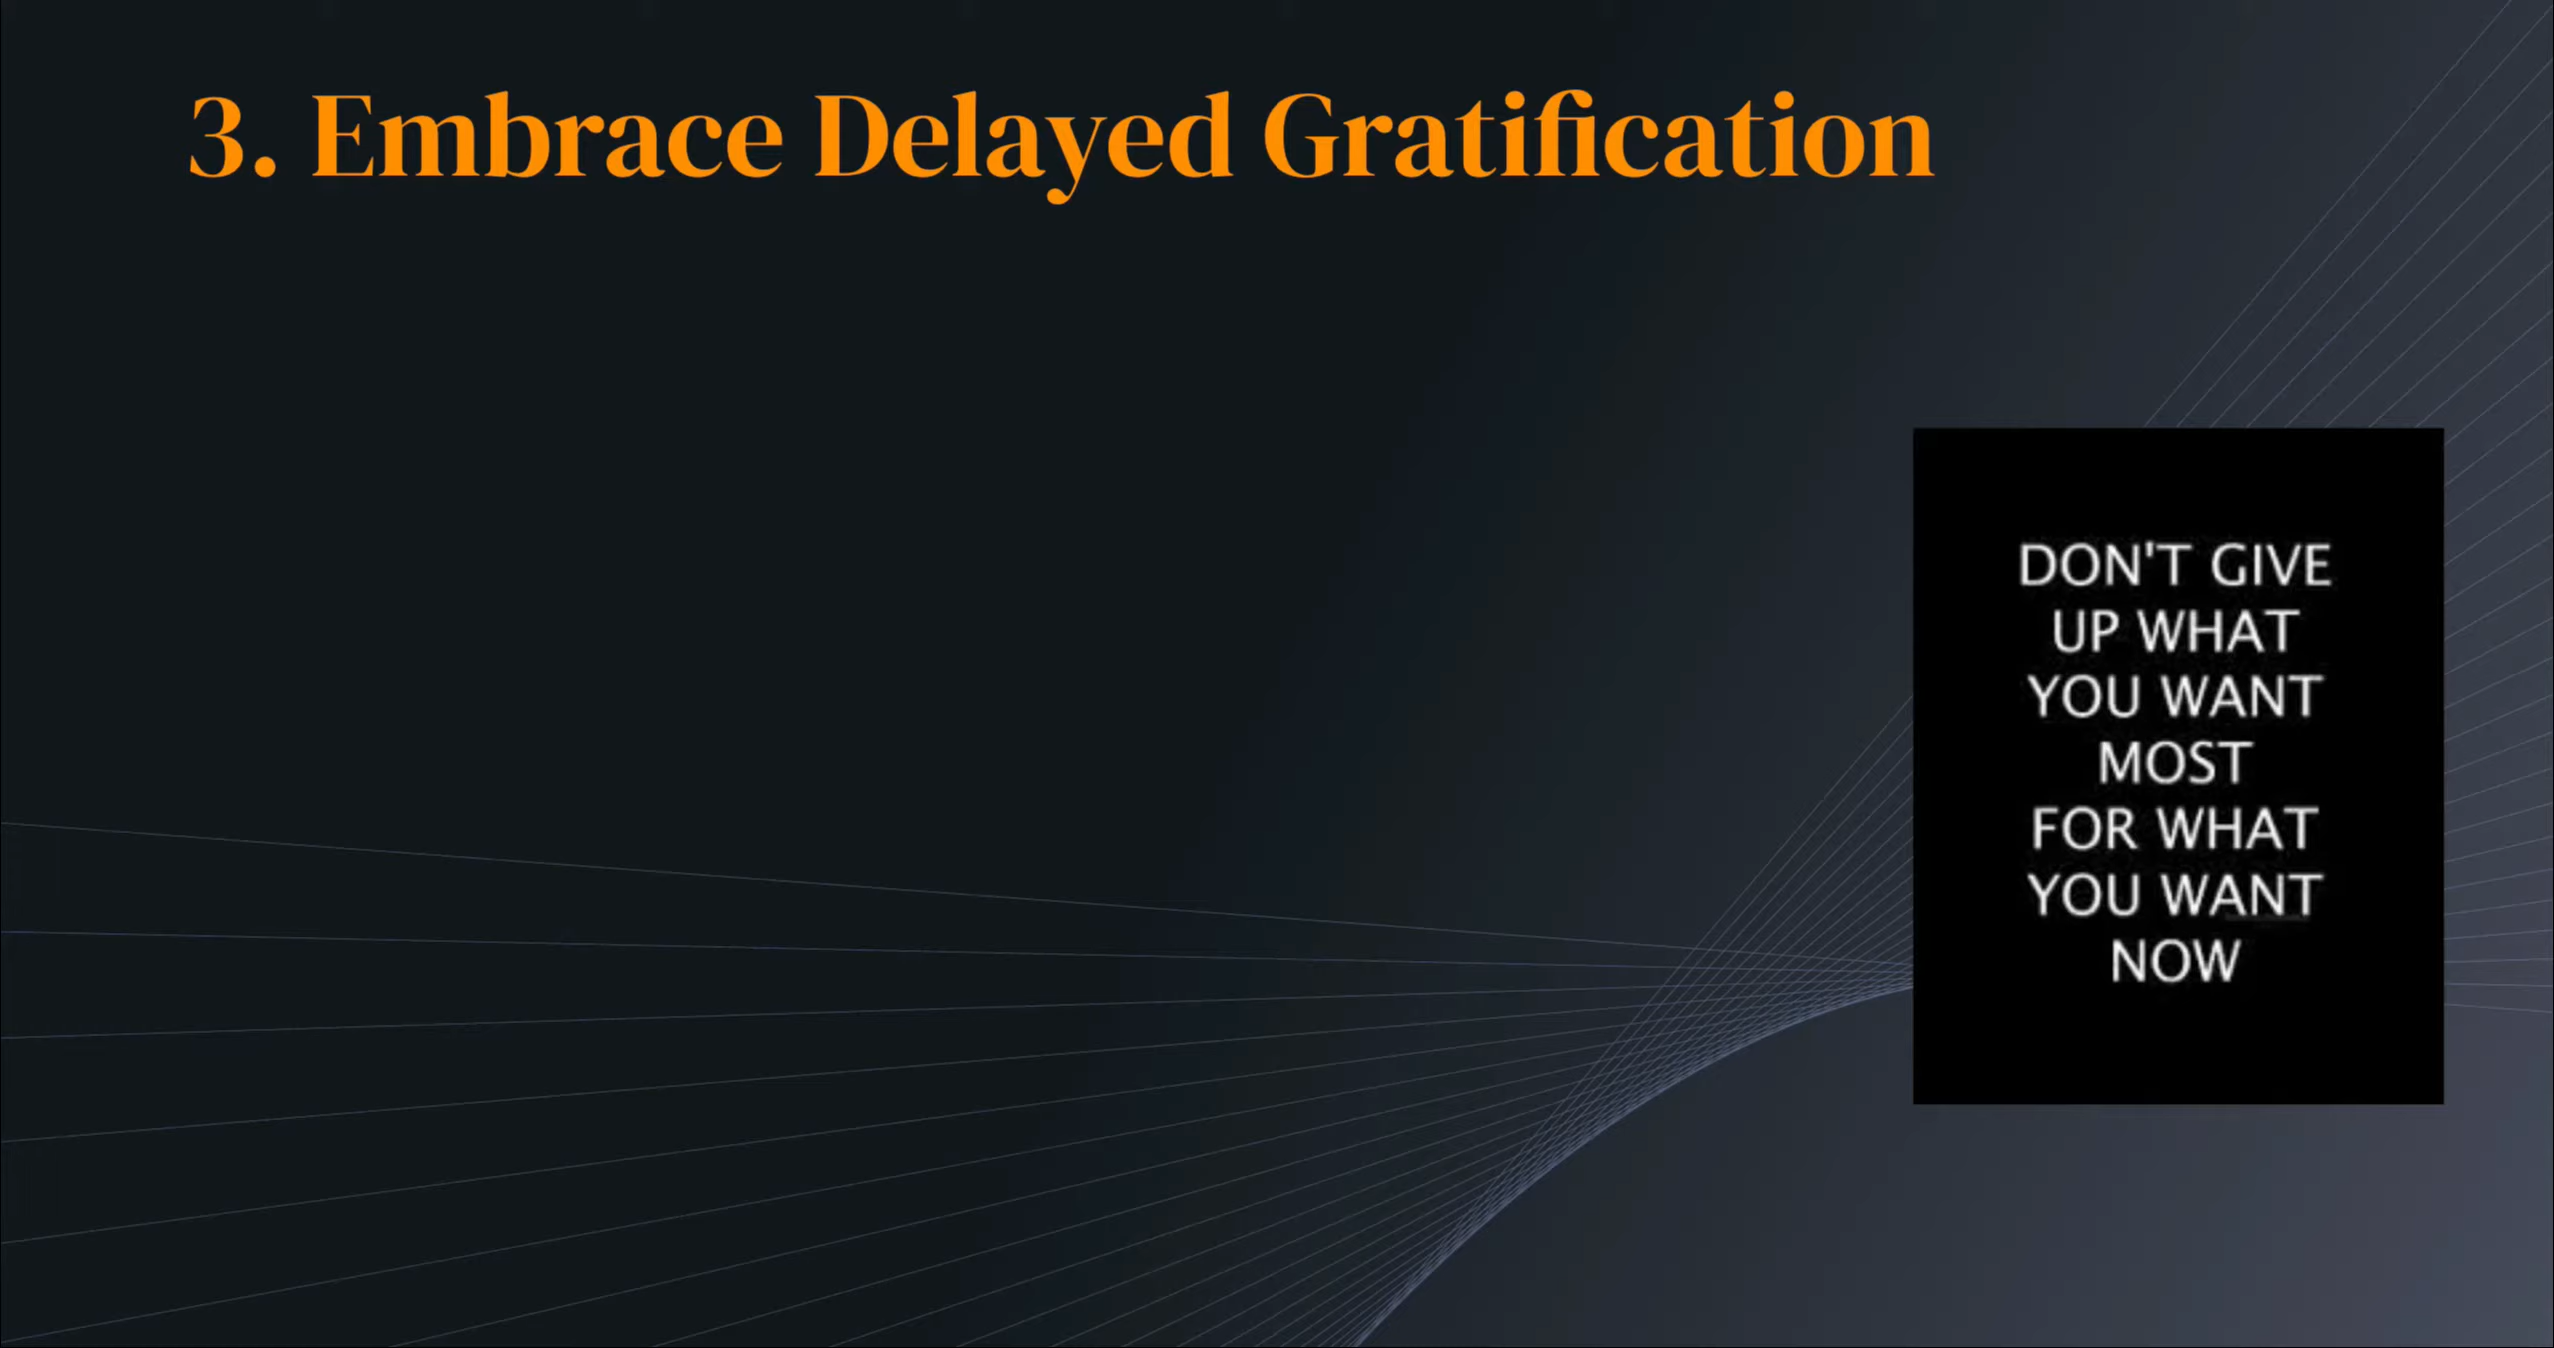 3. Embrace Delayed Gratification
DON'T GIVE
UP WHAT
YOU WANT
MOST
FOR WHAT
YOU WANT
NOW